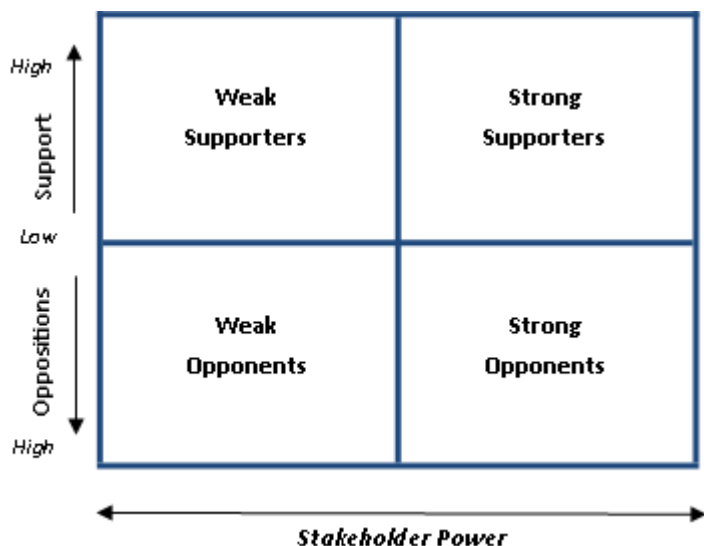 High
Support
Low
Oppositions
High
Weak
Supporters
Strong
Supporters
Weak
Opponents
Strong
Opponents
Stakeholder Power